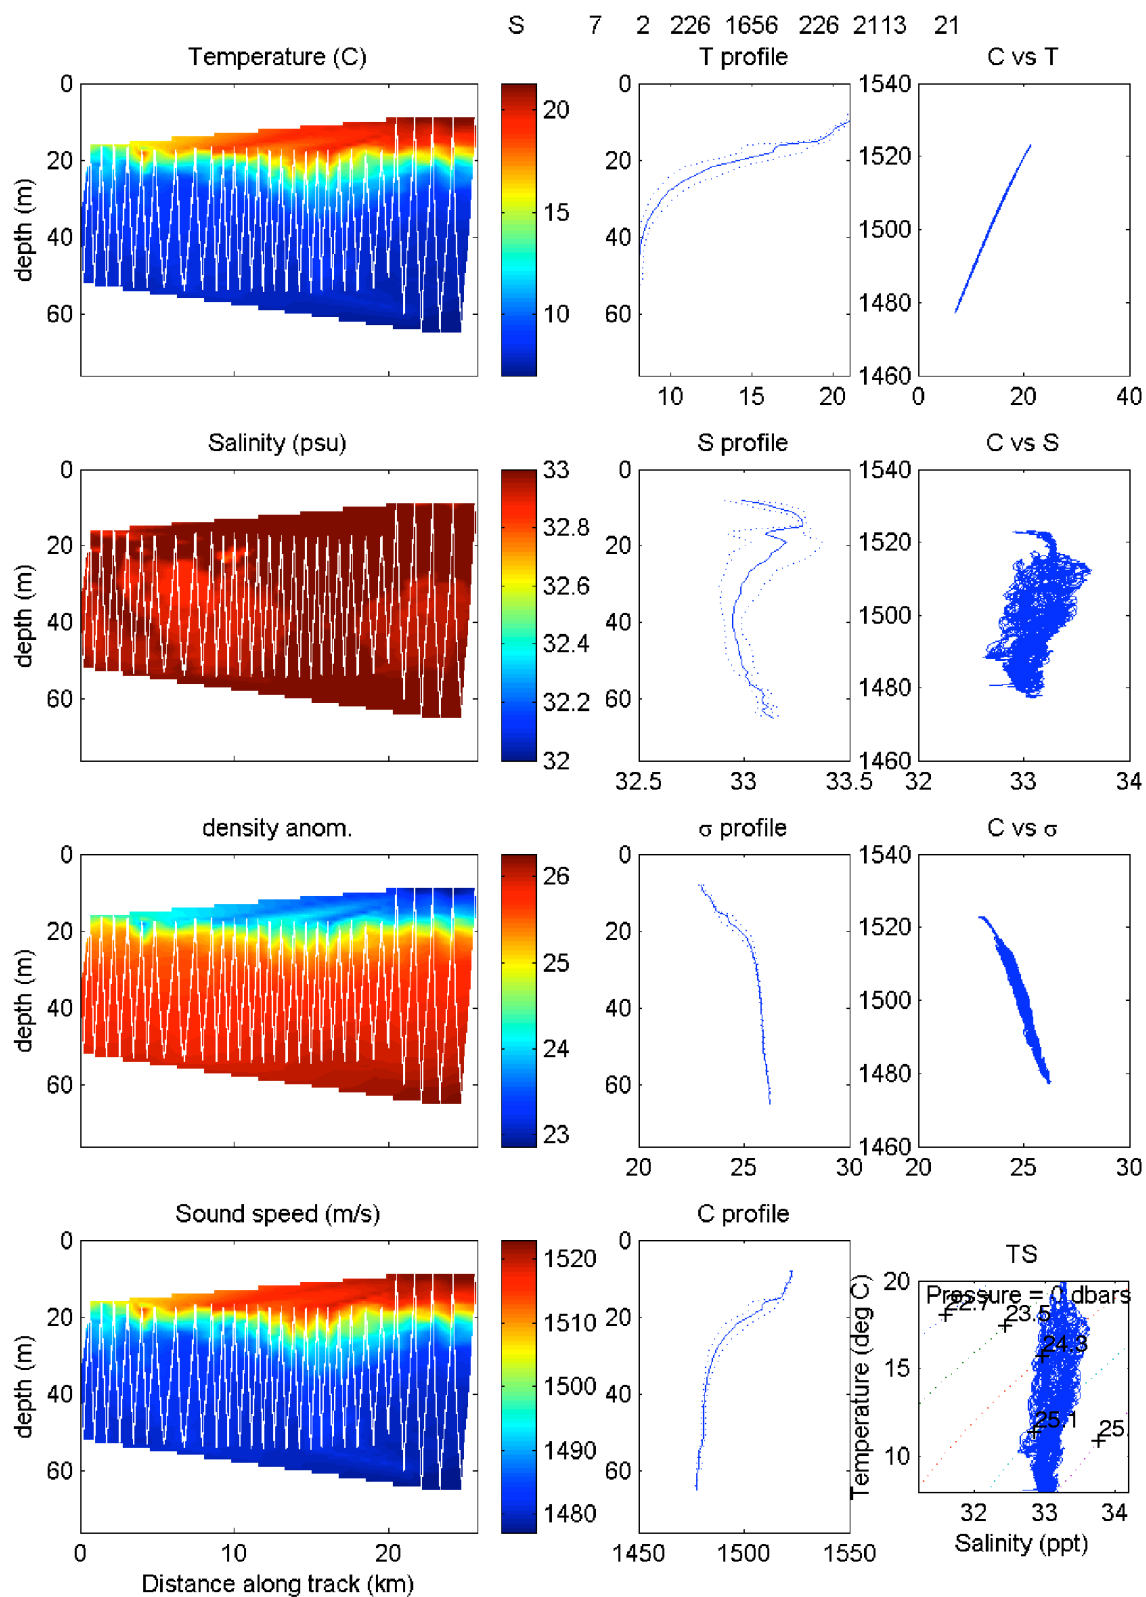 S 7 2 226 1656 226 2113 21
Temperature (C) T profile C vs T
0 20 40 60 depth (m)
20 15 10
0 20 40 60
10 15 20
1540 1520 1500 1480 1460
0 20 40
Salinity (psu) S profile C vs S
0 20 40 60 depth (m)
33 32.8 32.6 32.4 32.2 32
0 20 40 60
32.5 33 33.5
1540 1520 1500 1480 1460
32 33 34
density anom. σ profile C vs σ
0 20 40 60 depth (m)
26 25 24 23
0 20 40 60
20 25 30
1540 1520 1500 1480 1460
20 25 30
Sound speed (m/s) C profile TS
0 20 40 60 depth (m)
0 10 20
Distance along track (km)
1520 1510 1500 1490 1480
0 20 40 60
1450 1500 1550
Temperature (deg C)
20 15 10
Pressure = 0 dbars
22.7 23.5 24.3 25.1 25.
32 33 34
Salinity (ppt)